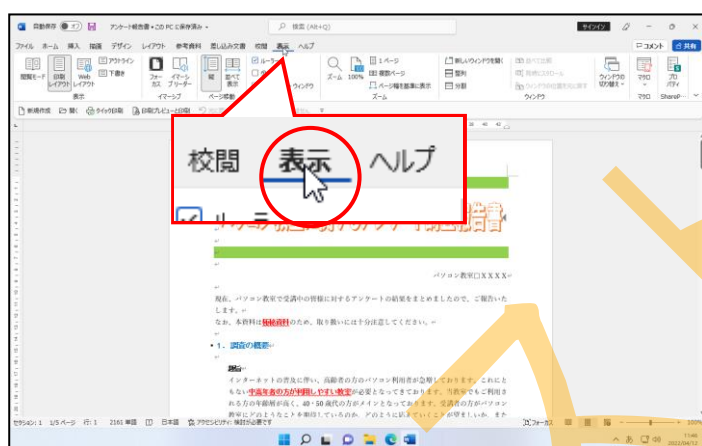 自動保存 アンケート報告書 • この PC に保存済み 検索 (Alt+Q) サインイン
ファイル ホーム 挿入 描画 デザイン レイアウト 参考資料 差し込み文書 校閲 表示 ヘルプ コメント 共有
閲覧モード 印刷レイアウト Web レイアウト アウトライン 下書き フォーカス イマーシブ リーダー 縦 並べて表示 ズーム 100% 1 ページ 複数ページ ページ幅を基準に表示 新しいウィンドウを開く 整列 分割 並べて比較 ウィンドウの切り替え マクロ プロパティ
表示 イマーシブ ページ移動 ズーム ウィンドウ マクロ SharePo…
新規作成 開く クイック印刷 印刷プレビューと印刷
校閲 表示 ヘルプ
パソコン教室□XXXX
現在、パソコン教室で受講中の皆様に対するアンケートの結果をまとめましたので、ご報告いた
します。
なお、本資料は極秘資料のため、取り扱いには十分注意してください。
1、調査の概要
趣旨
インターネットの普及に伴い、高齢者の方のパソコン利用者が急増しております。これにと
もない中高年者の方が利用しやすい教室が必要となってきております。当教室でもご利用さ
れる方の年齢層が高く、40・50 歳代の方がメインとなっております。受講者の方がパソコン
セクション: 1 1/5 ページ 行: 1 2161 単語 日本語 アクセシビリティ: 検討が必要です フォーカス 100%
11:46
2022/04/12